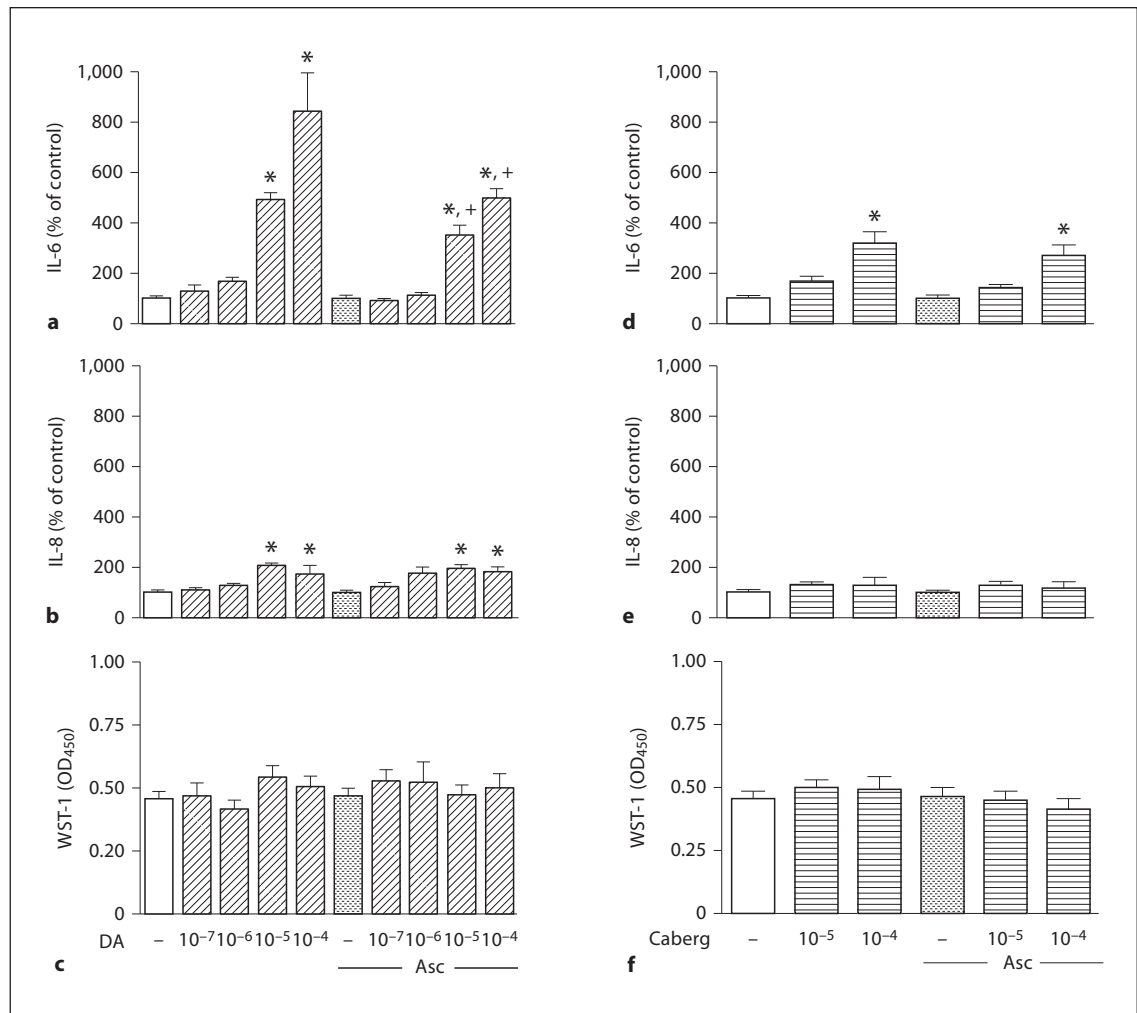 *
1,000
800
*, +
*
600
*, +
400
200
0
IL-6 (% of control)
a
1,000
800
600
400
* * * *
200
0
IL-8 (% of control)
b
1.00
0.75
0.50
0.20
0
WST-1 (OD450)
DA – 10–7 10–6 10–5 10–4 – 10–7 10–6 10–5 10–4
c Asc
1,000
800
600
* *
400
200
0
IL-6 (% of control)
d
1,000
800
600
400
200
0
IL-8 (% of control)
e
1.00
0.75
0.50
0.25
0
WST-1 (OD450)
Caberg – 10–5 10–4 – 10–5 10–4
f Asc